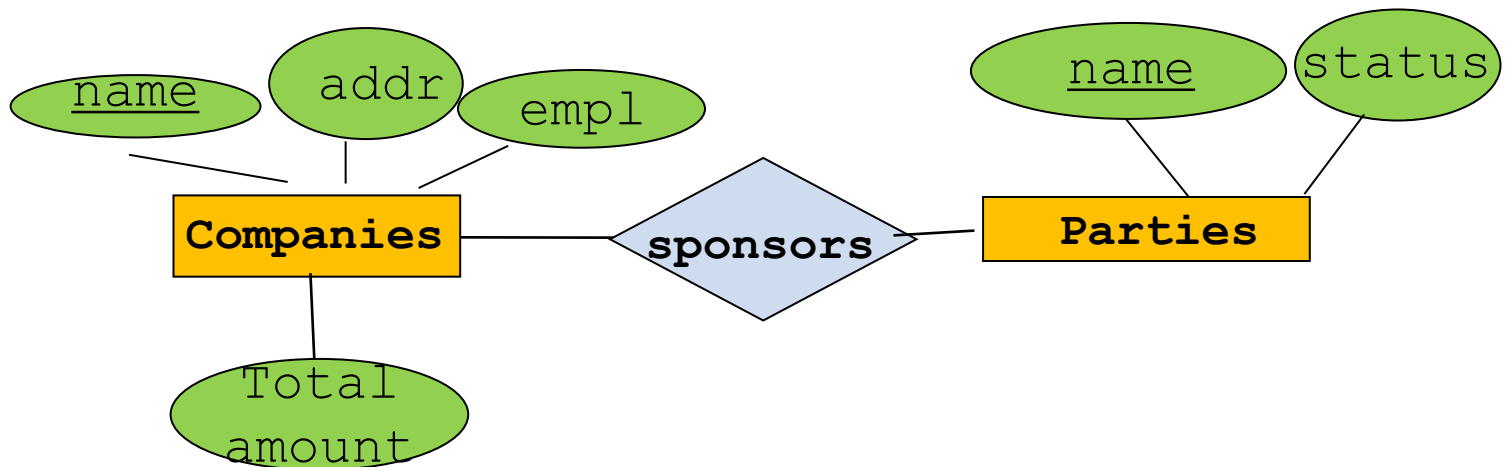 name
addr
empl
name
status
Companies
sponsors
Parties
Total
amount